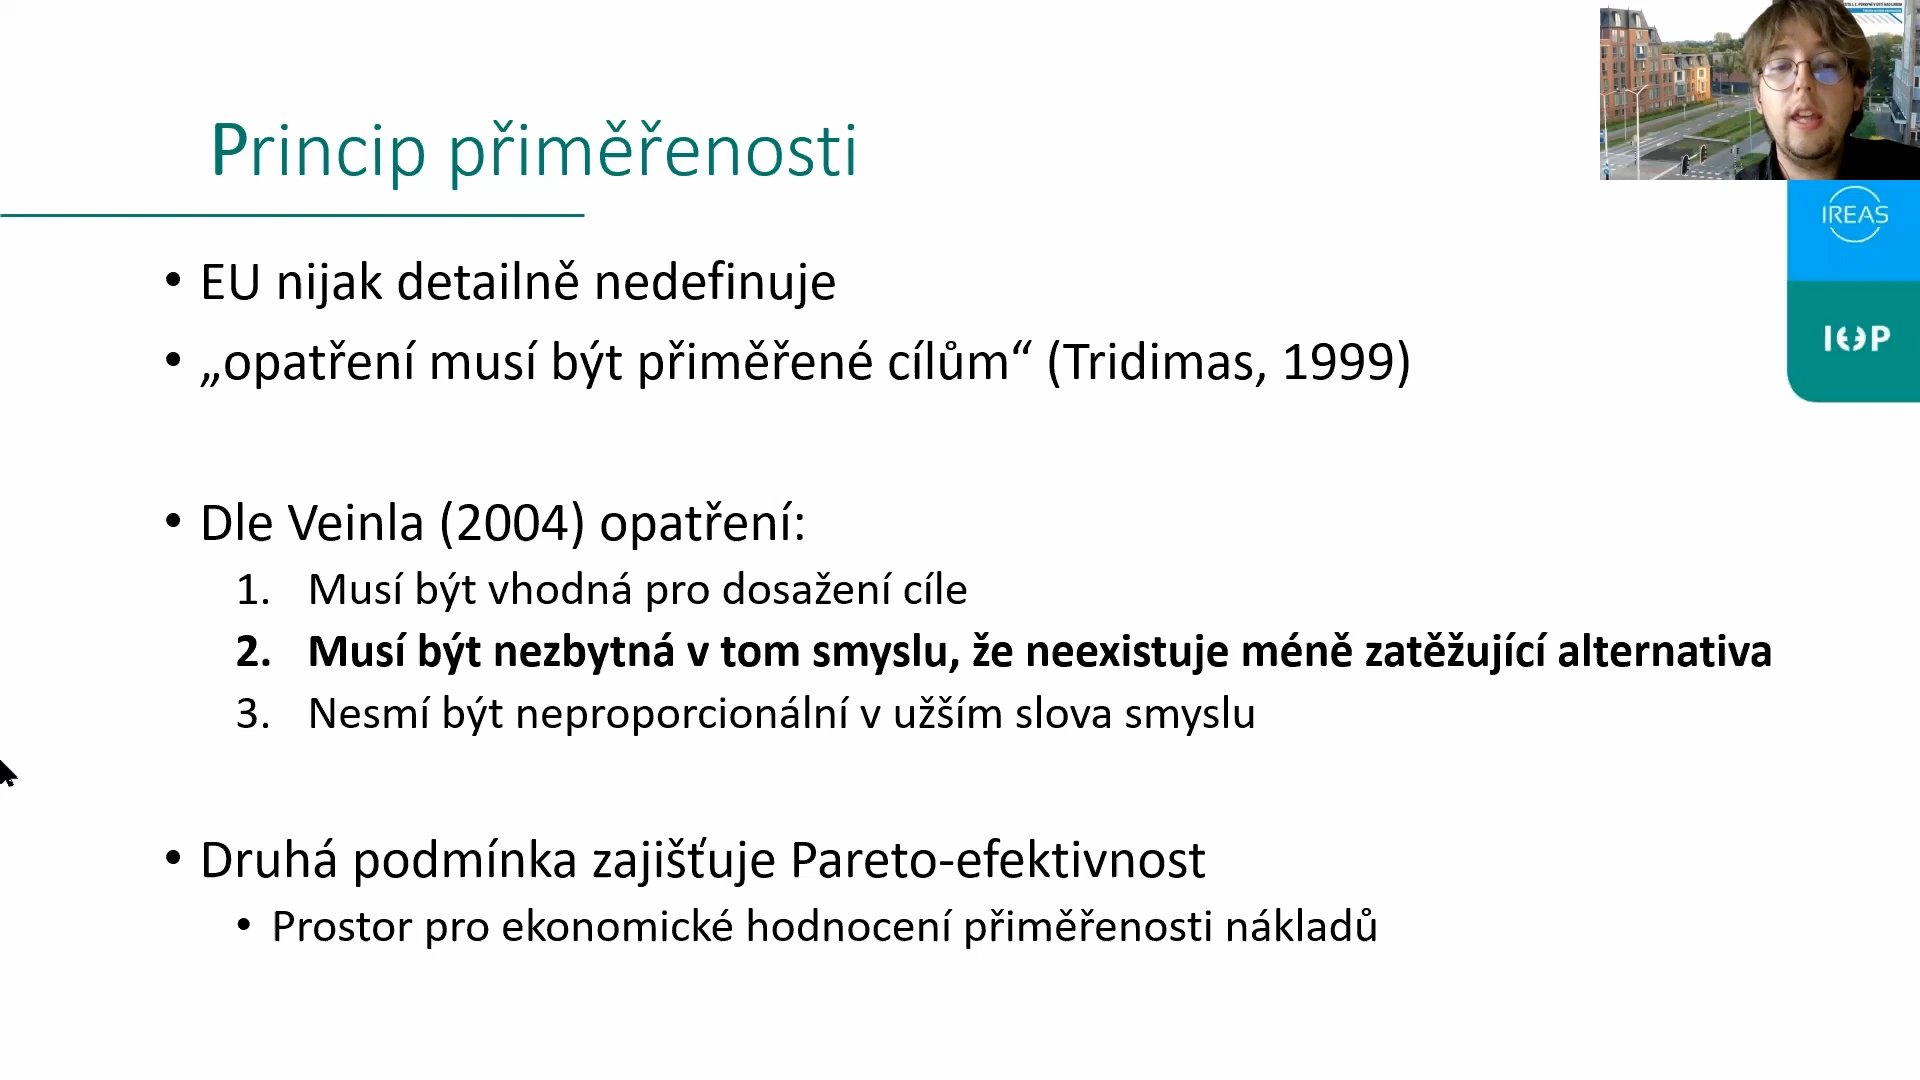 Princip přiměřenosti
IREAS
• EU nijak detailně nedefinuje
IEEP
• „opatření musí být přiměřené cílům“ (Tridimas, 1999)
• Dle Veinla (2004) opatření:
1. Musí být vhodná pro dosažení cíle
2. Musí být nezbytná v tom smyslu, že neexistuje méně zatěžující alternativa
3. Nesmí být neproporcionální v užším slova smyslu
• Druhá podmínka zajišťuje Pareto-efektivnost
• Prostor pro ekonomické hodnocení přiměřenosti nákladů